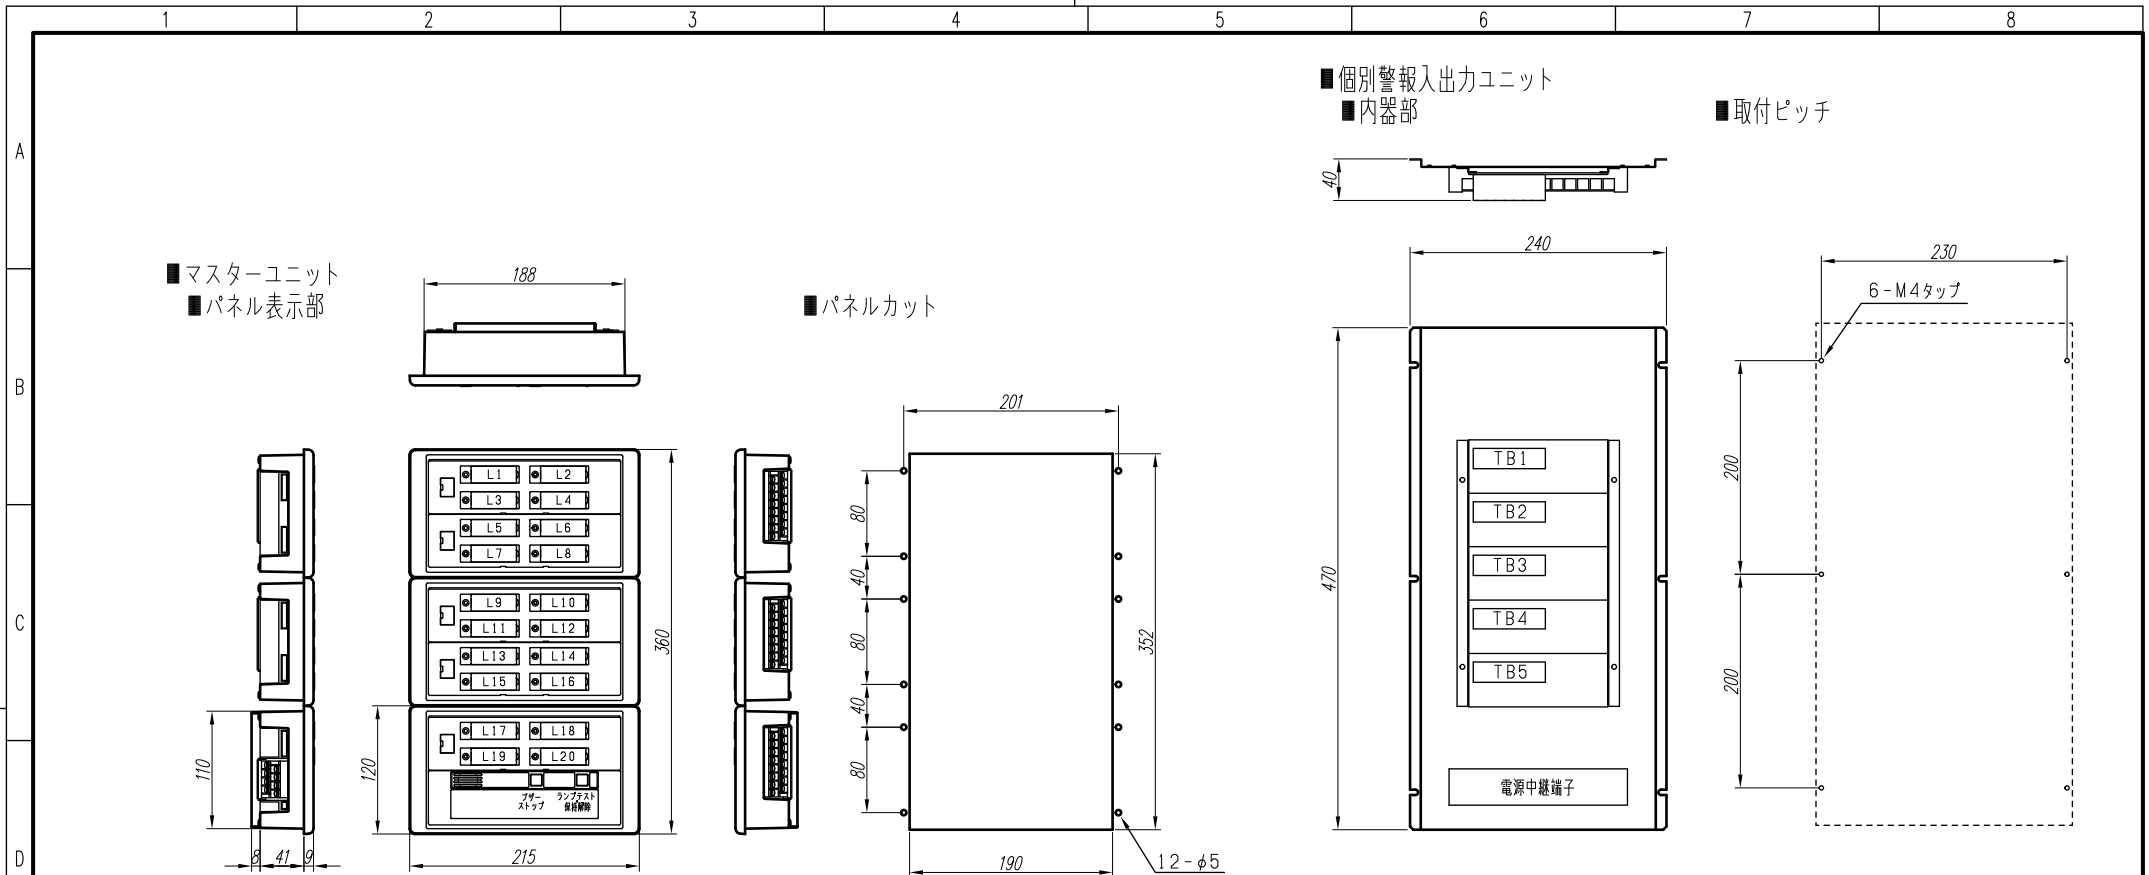 1 2 3 4 5 6 7 8
A
B
C
D
■個別警報入出力ユニット
■内器部
■取付ピッチ
40
240
230
6-M4タップ
470
200
200
TB1
TB2
TB3
TB4
TB5
電源中継端子
■マスターユニット
■パネル表示部
188
■パネルカット
L1 L2
L3 L4
L5 L6
L7 L8
L9 L10
L11 L12
L13 L14
L15 L16
L17 L18
L19 L20
ブザー
ストップ
ランプテスト
保持解除
360
120
110
8 41 9
215
201
80
40
80
40
80
352
190
12-φ5